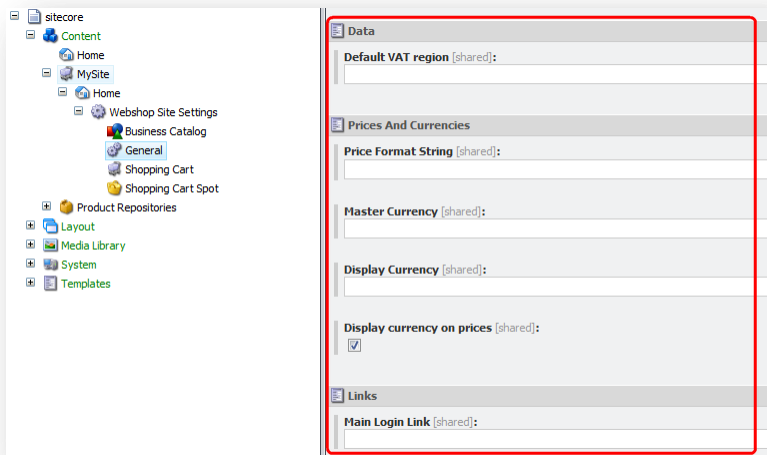 sitecore
Content
Home
MySite
Home
Webshop Site Settings
Business Catalog
General
Shopping Cart
Shopping Cart Spot
Product Repositories
Layout
Media Library
System
Templates
Data
Default VAT region [shared]:
Prices And Currencies
Price Format String [shared]:
Master Currency [shared]:
Display Currency [shared]:
Display currency on prices [shared]:
Links
Main Login Link [shared]: